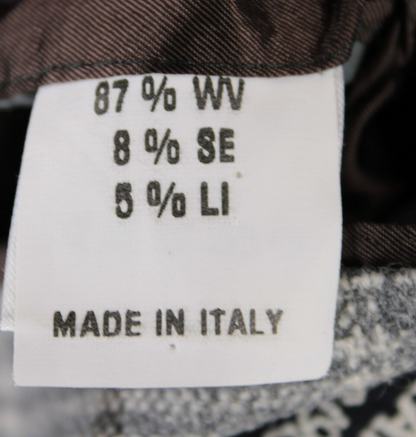 87 % WV
8 % SE
5 % LI
MADE IN ITALY